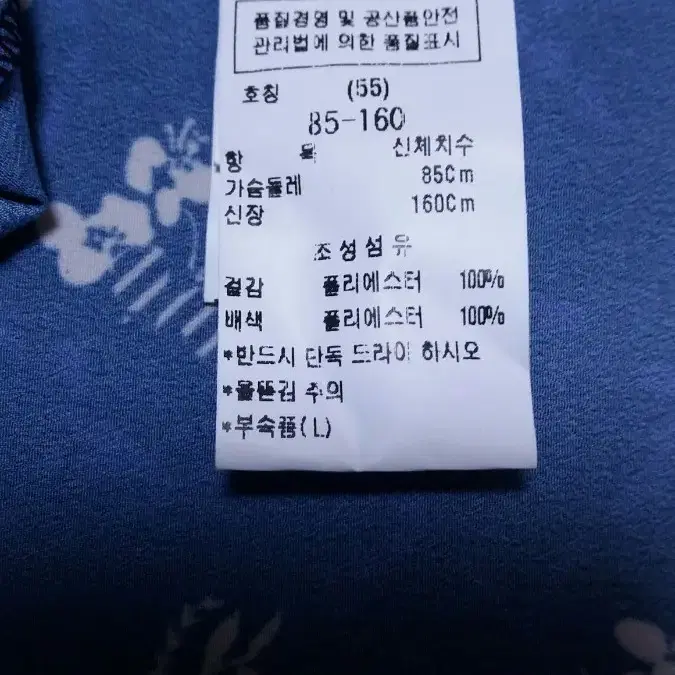 품질경영 및 공산품안전
관리법에 의한 품질표시
호칭 (55)
85-160
항 목 신체치수
가슴둘레 85Cm
신장 160Cm
조성섬유
겉감 폴리에스터 100%
배색 폴리에스터 100%
*반드시 단독 드라이 하시오
*올뜯김 주의
*부속품(L)